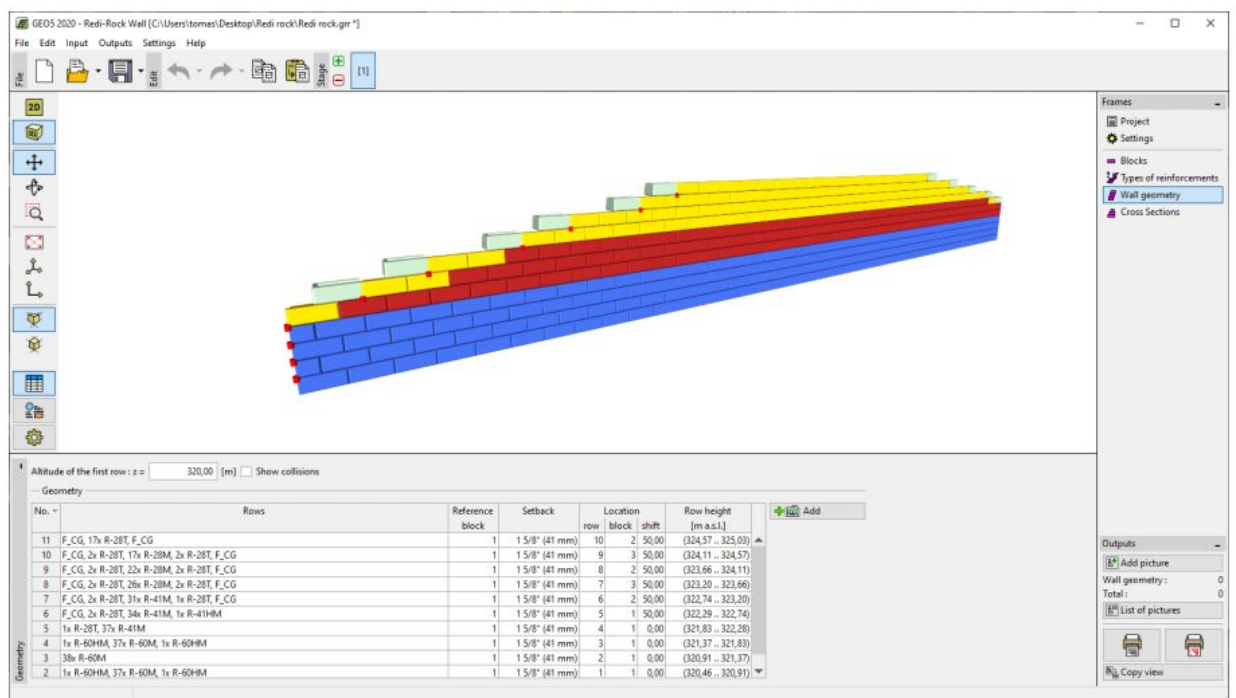 GEO5 2020 - Redi-Rock Wall [C:\Users\tomas\Desktop\Redi rock\Redi rock.grr *]
File Edit Input Outputs Settings Help
File
Edit
Stage
[1]
2D
Frames
Project
Settings
Blocks
Types of reinforcements
Wall geometry
Cross Sections
Altitude of the first row : z = 320,00 [m] Show collisions
Geometry
No. Rows Reference block Setback Location row block shift Row height [m a.s.l.]
Add
11 F_CG, 17x R-28T, F_CG 1 1 5/8" (41 mm) 10 2 50,00 (324,57 .. 325,03)
10 F_CG, 2x R-28T, 17x R-28M, 2x R-28T, F_CG 1 1 5/8" (41 mm) 9 3 50,00 (324,11 .. 324,57)
9 F_CG, 2x R-28T, 22x R-28M, 2x R-28T, F_CG 1 1 5/8" (41 mm) 8 2 50,00 (323,66 .. 324,11)
8 F_CG, 2x R-28T, 26x R-28M, 2x R-28T, F_CG 1 1 5/8" (41 mm) 7 3 50,00 (323,20 .. 323,66)
7 F_CG, 2x R-28T, 31x R-41M, 1x R-28T, F_CG 1 1 5/8" (41 mm) 6 2 50,00 (322,74 .. 323,20)
6 F_CG, 2x R-28T, 34x R-41M, 1x R-41HM 1 1 5/8" (41 mm) 5 1 50,00 (322,29 .. 322,74)
5 1x R-28T, 37x R-41M 1 1 5/8" (41 mm) 4 1 0,00 (321,83 .. 322,28)
4 1x R-60HM, 37x R-60M, 1x R-60HM 1 1 5/8" (41 mm) 3 1 0,00 (321,37 .. 321,83)
3 38x R-60M 1 1 5/8" (41 mm) 2 1 0,00 (320,91 .. 321,37)
2 1x R-60HM, 37x R-60M, 1x R-60HM 1 1 5/8" (41 mm) 1 1 0,00 (320,46 .. 320,91)
Geometry
Outputs
Add picture
Wall geometry : 0
Total : 0
List of pictures
Copy view